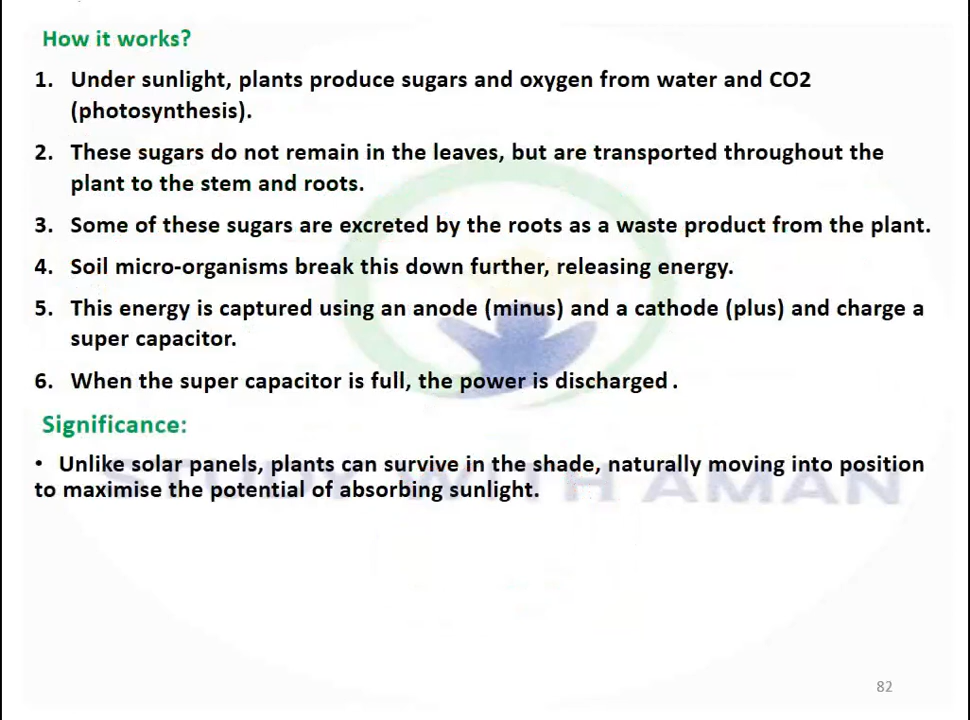 How it works?
1. Under sunlight, plants produce sugars and oxygen from water and CO2
(photosynthesis).
2. These sugars do not remain in the leaves, but are transported throughout the
plant to the stem and roots.
3. Some of these sugars are excreted by the roots as a waste product from the plant.
4. Soil micro-organisms break this down further, releasing energy.
5. This energy is captured using an anode (minus) and a cathode (plus) and charge a
super capacitor.
6. When the super capacitor is full, the power is discharged .
Significance:
• Unlike solar panels, plants can survive in the shade, naturally moving into position
to maximise the potential of absorbing sunlight.
STUDY WITH AMAN
82